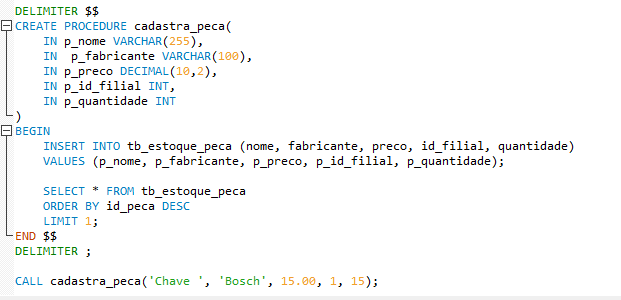 DELIMITER $$
CREATE PROCEDURE cadastra_peca(
    IN p_nome VARCHAR(255),
    IN  p_fabricante VARCHAR(100),
    IN p_preco DECIMAL(10,2),
    IN p_id_filial INT,
    IN p_quantidade INT
)
BEGIN
    INSERT INTO tb_estoque_peca (nome, fabricante, preco, id_filial, quantidade)
    VALUES (p_nome, p_fabricante, p_preco, p_id_filial, p_quantidade);

    SELECT * FROM tb_estoque_peca
    ORDER BY id_peca DESC
    LIMIT 1;
END $$
DELIMITER ;

CALL cadastra_peca('Chave ', 'Bosch', 15.00, 1, 15);